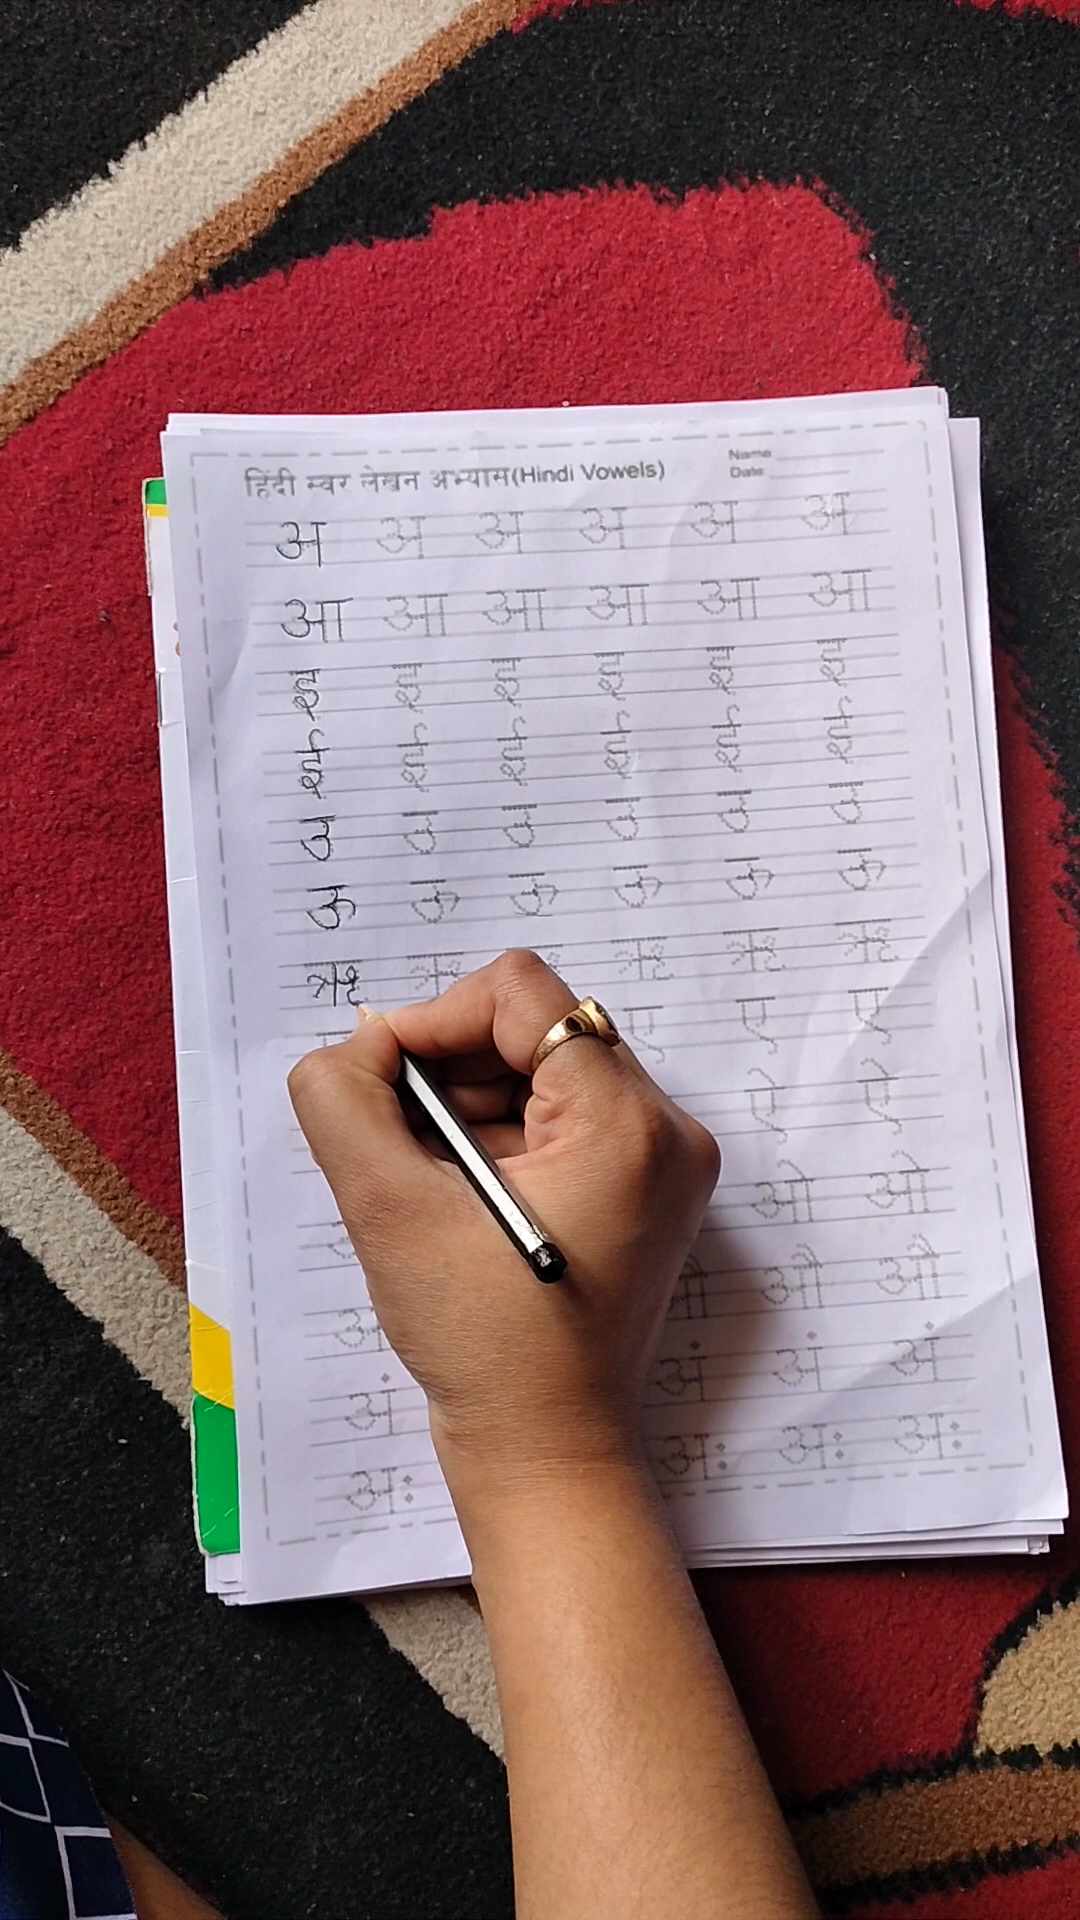 हिंदी स्वर लेखन अभ्यास(Hindi Vowels)
Name
Date
अ अ अ अ अ अ
आ आ आ आ आ आ
इ इ इ इ इ इ
ई ई ई ई ई ई
उ उ उ उ उ उ
ऊ ऊ ऊ ऊ ऊ ऊ
ऋ ऋ ऋ ऋ ऋ
ए ए ए
ऐ ऐ
ओ ओ
औ औ
अं अं अं अं
अः अः अः अः